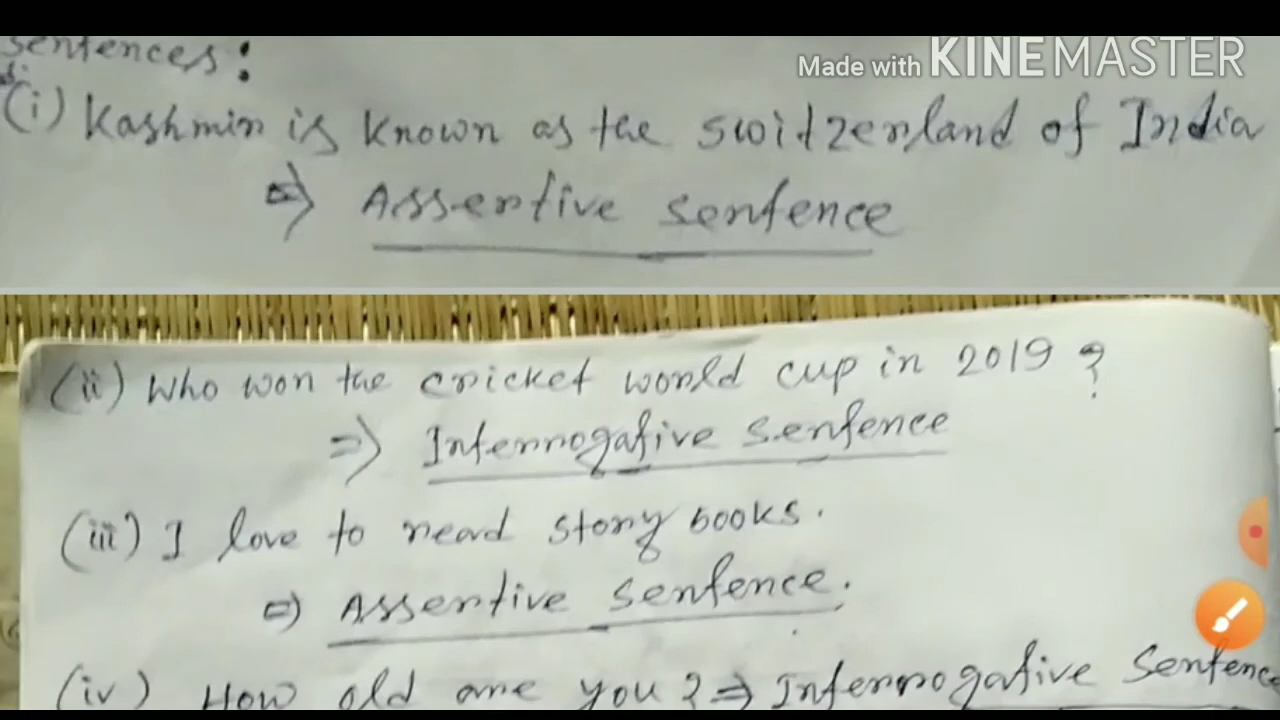 Made with KINEMASTER
sentences:
(i) Kashmir is known as the switzerland of India
=> Assertive sentence
(ii) Who won the cricket world cup in 2019 ?
=> Interrogative sentence
(iii) I love to read story books.
=> Assertive sentence.
(iv) How old are you ? => Interrogative Sentence